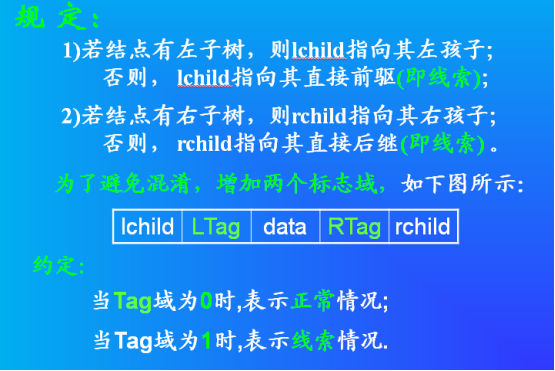 规 定：
1)若结点有左子树，则lchild指向其左孩子;
否则， lchild指向其直接前驱(即线索);
2)若结点有右子树，则rchild指向其右孩子;
否则， rchild指向其直接后继(即线索) 。
为了避免混淆，增加两个标志域，如下图所示:
lchild LTag data RTag rchild
约定:
当Tag域为0时,表示正常情况;
当Tag域为1时,表示线索情况.